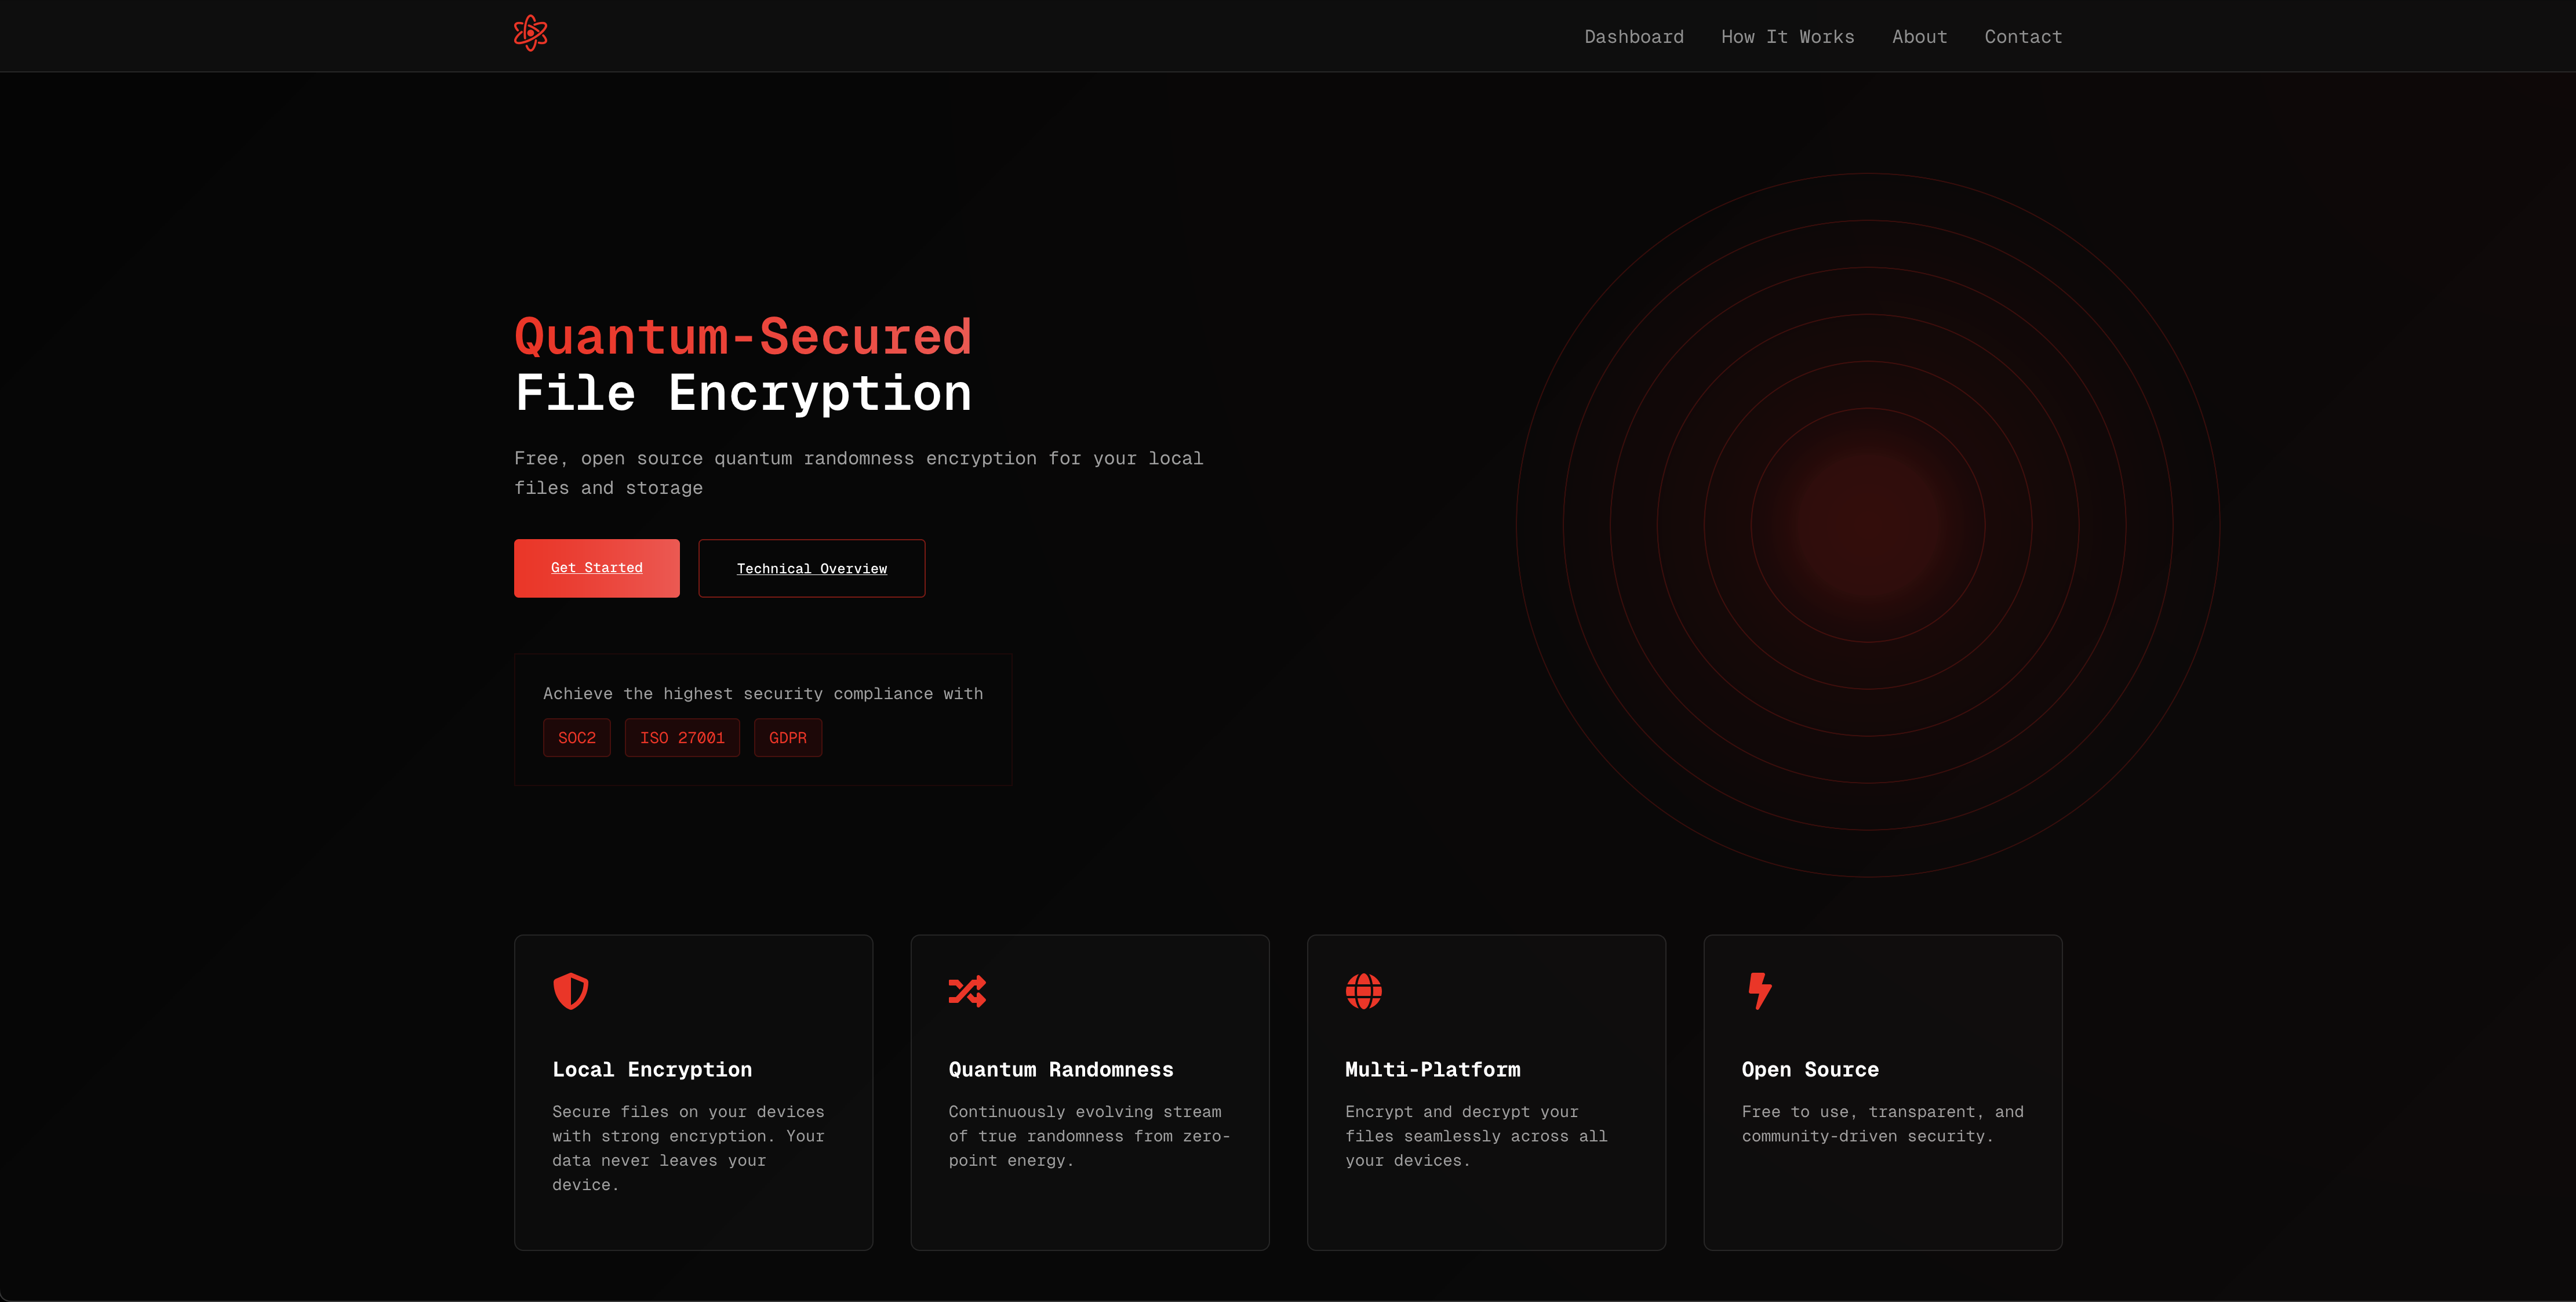 Dashboard How It Works About Contact
Quantum-Secured
File Encryption
Free, open source quantum randomness encryption for your local
files and storage
Get Started Technical Overview
Achieve the highest security compliance with
SOC2 ISO 27001 GDPR
Local Encryption
Secure files on your devices
with strong encryption. Your
data never leaves your
device.
Quantum Randomness
Continuously evolving stream
of true randomness from zero-
point energy.
Multi-Platform
Encrypt and decrypt your
files seamlessly across all
your devices.
Open Source
Free to use, transparent, and
community-driven security.